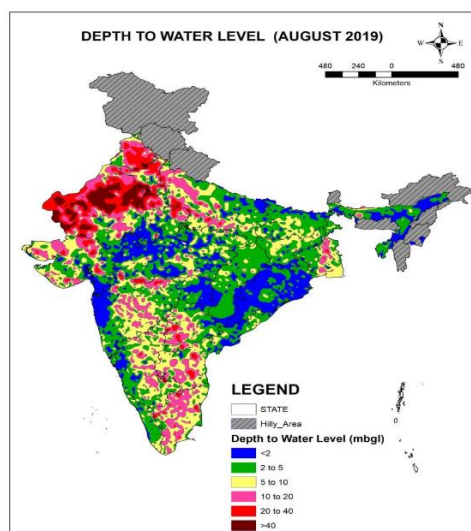 DEPTH TO WATER LEVEL (AUGUST 2019)
N
W E
S
480 240 0 480
Kilometers
LEGEND
STATE
Hilly_Area
Depth to Water Level (mbgl)
<2
2 to 5
5 to 10
10 to 20
20 to 40
>40